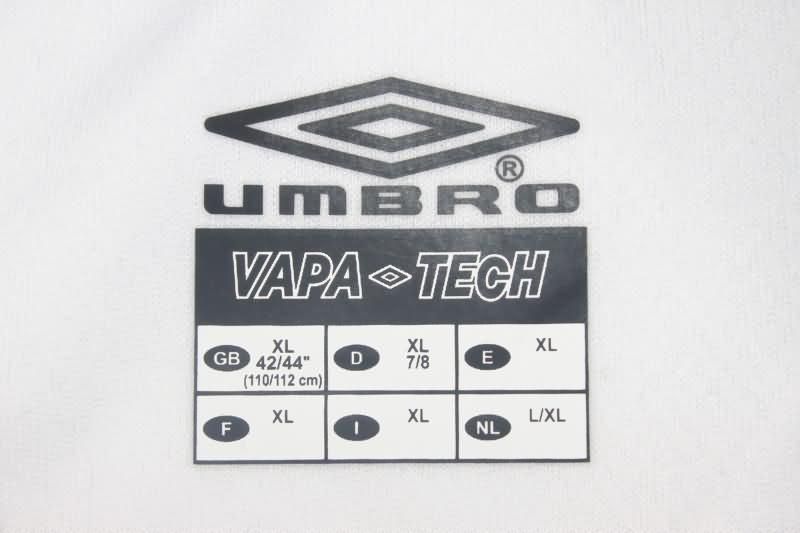 ®
UMBRO
VAPA TECH
GB XL 42/44" (110/112 cm)
D XL 7/8
E XL
F XL
I XL
NL L/XL